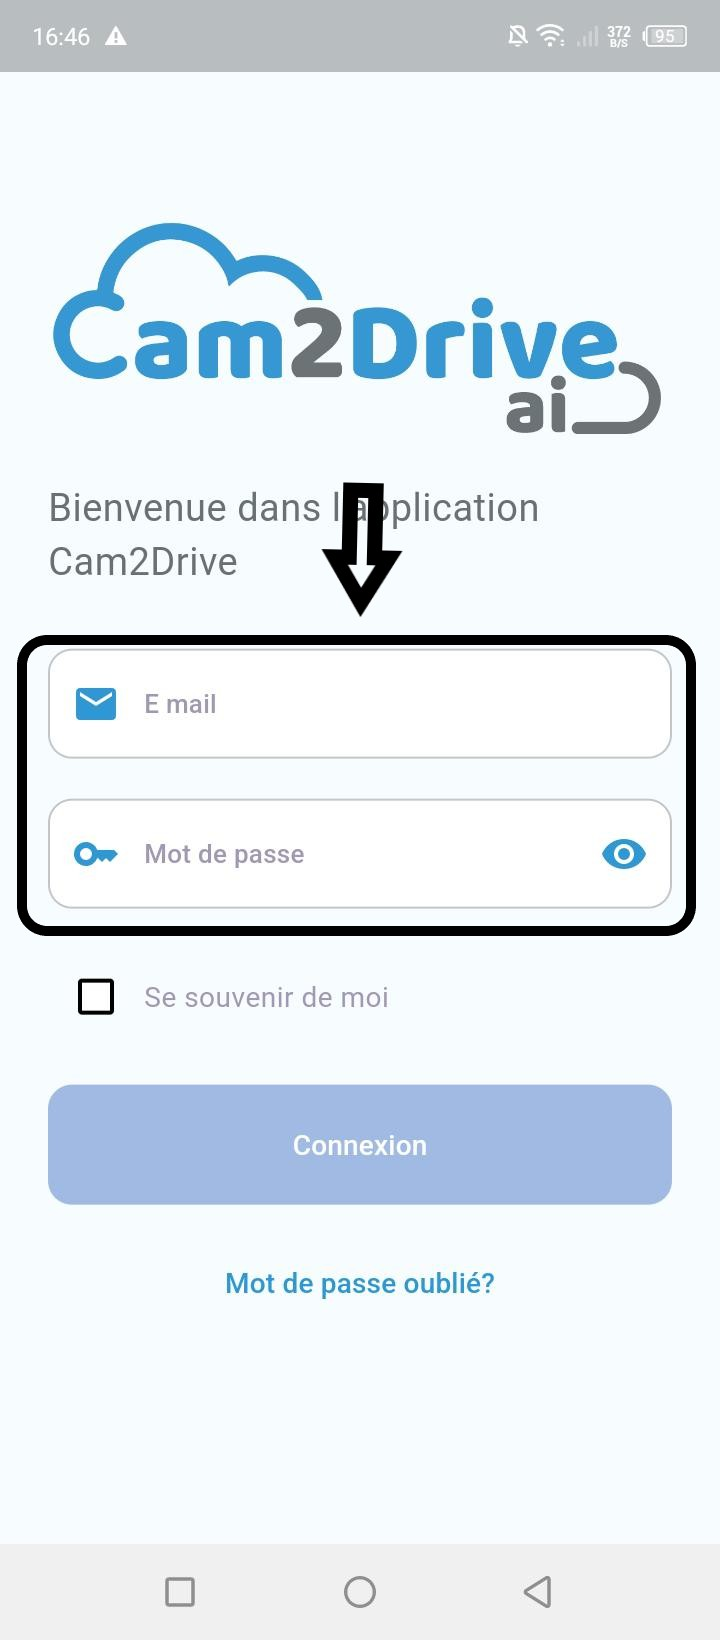 16:46
372
B/S
95
Cam2Drive
ai
Bienvenue dans l'application
Cam2Drive
E mail
Mot de passe
Se souvenir de moi
Connexion
Mot de passe oublié?